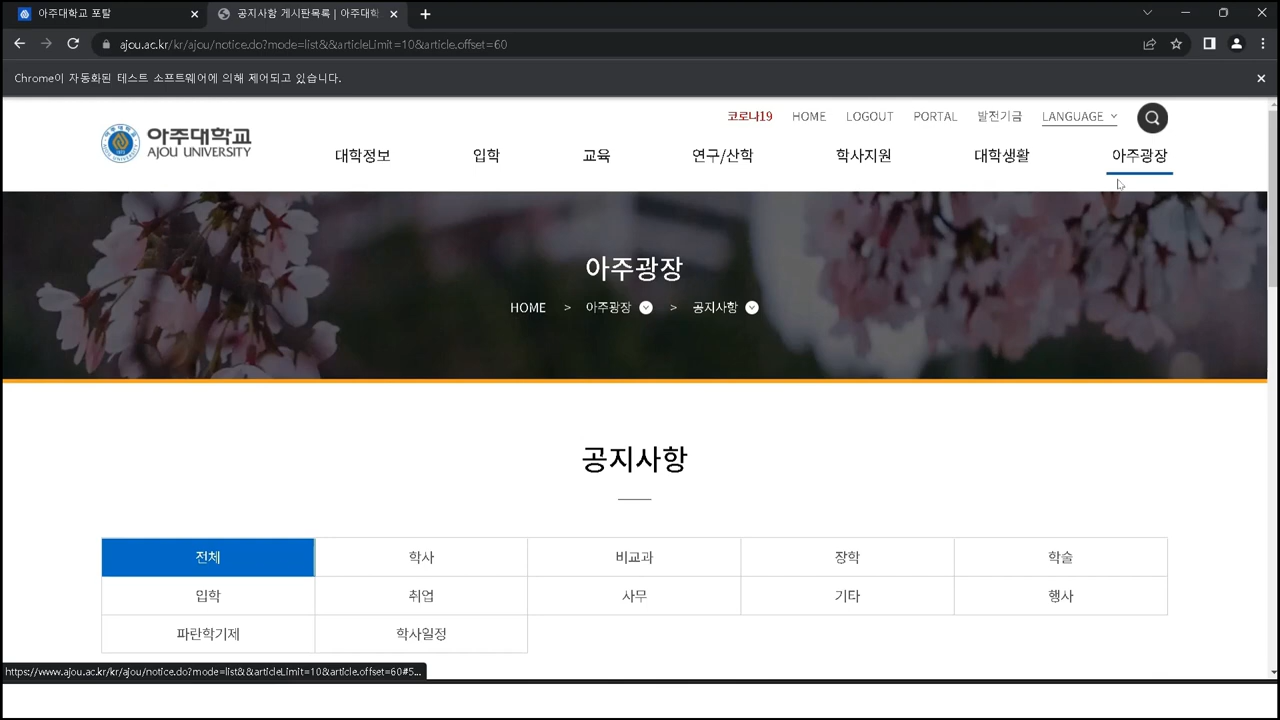 아주대학교 포탈
공지사항 게시판목록 | 아주대학
ajou.ac.kr/kr/ajou/notice.do?mode=list&&articleLimit=10&article.offset=60
Chrome이 자동화된 테스트 소프트웨어에 의해 제어되고 있습니다.
코로나19 HOME LOGOUT PORTAL 발전기금 LANGUAGE
아주대학교
AJOU UNIVERSITY
대학정보 입학 교육 연구/산학 학사지원 대학생활 아주광장
아주광장
HOME > 아주광장 > 공지사항
공지사항
전체 학사 비교과 장학 학술
입학 취업 사무 기타 행사
파란학기제 학사일정
https://www.ajou.ac.kr/kr/ajou/notice.do?mode=list&&articleLimit=10&article.offset=60#5...